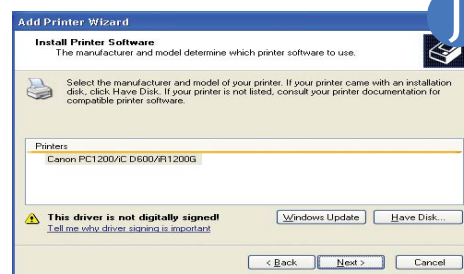 Add Printer Wizard
J
Install Printer Software
The manufacturer and model determine which printer software to use.
Select the manufacturer and model of your printer. If your printer came with an installation
disk, click Have Disk. If your printer is not listed, consult your printer documentation for
compatible printer software.
Printers
Canon PC1200/iC D600/iR1200G
This driver is not digitally signed!
Tell me why driver signing is important
Windows Update
Have Disk...
< Back
Next >
Cancel